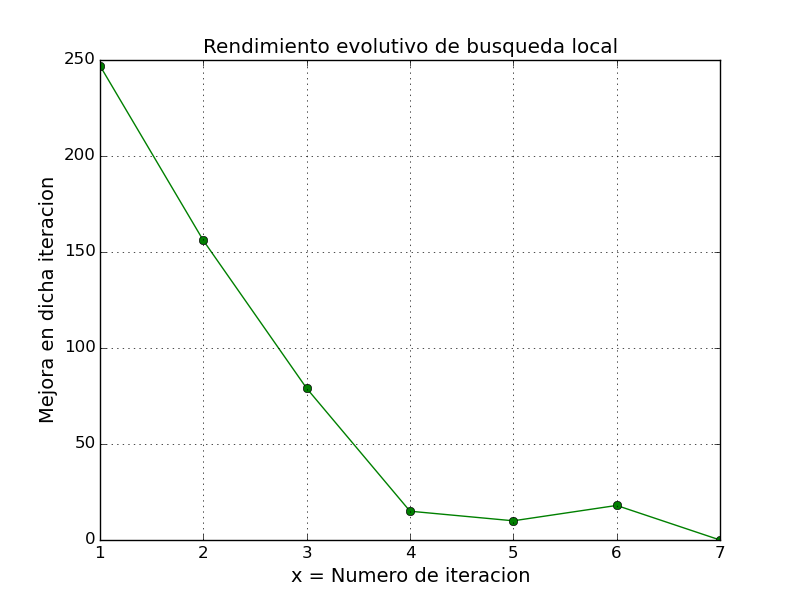 Rendimiento evolutivo de busqueda local
250
200
150
100
50
0
Mejora en dicha iteracion
1 2 3 4 5 6 7
x = Numero de iteracion